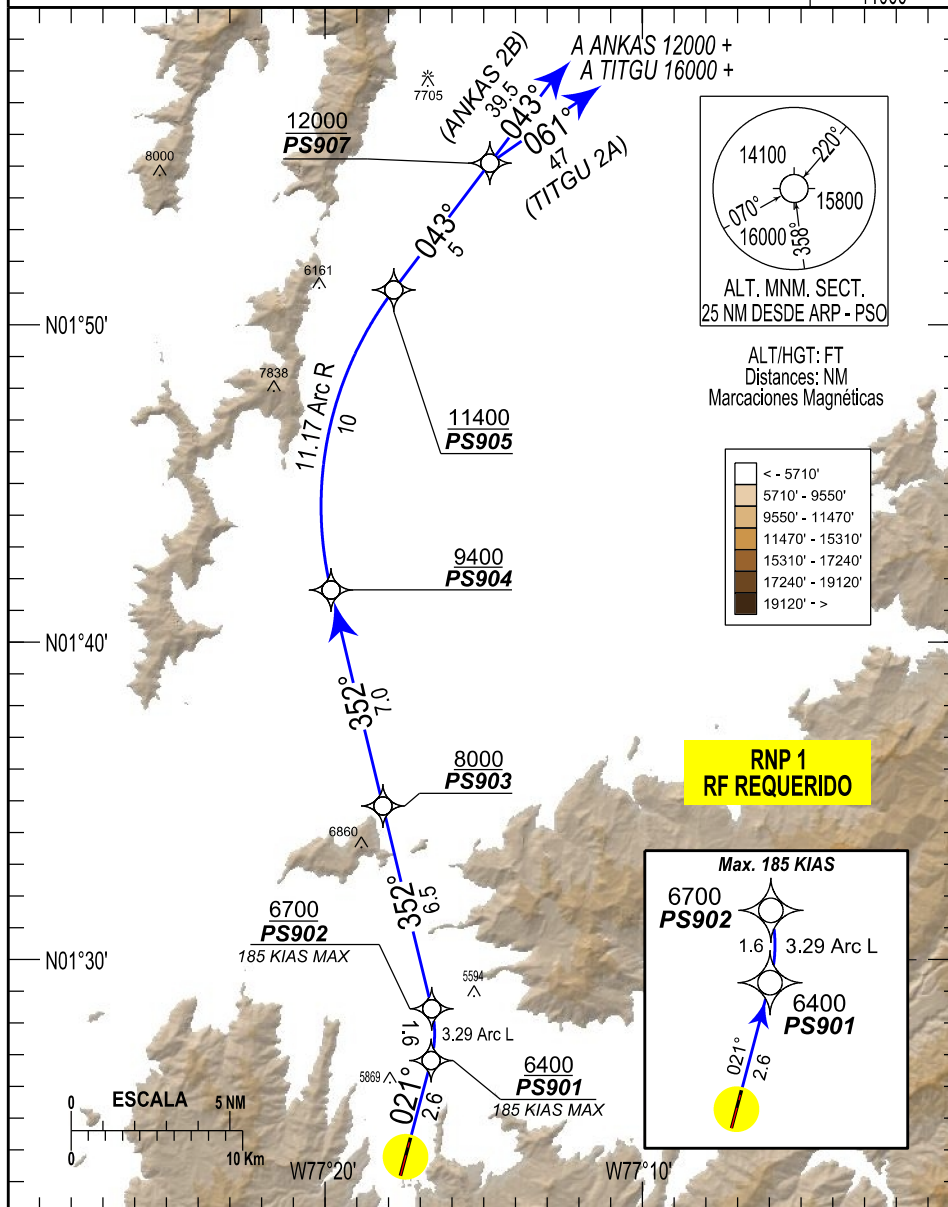 A ANKAS 12000 +
A TITGU 16000 +
(ANKAS 2B)
39.5
043°
061°
47
(TITGU 2A)
7705
12000
PS907
8000
043°
5
6161
N01°50'
7838
11.17 Arc R
10
11400
PS905
9400
PS904
N01°40'
352°
7.0
8000
PS903
6860
352°
6.5
6700
PS902
185 KIAS MAX
N01°30'
5594
1.6
3.29 Arc L
5869
6400
PS901
185 KIAS MAX
021°
2.6
ESCALA
0
5 NM
0
10 Km
W77°20'
W77°10'
14100
220°
15800
070°
16000
358°
ALT. MNM. SECT.
25 NM DESDE ARP - PSO
ALT/HGT: FT
Distances: NM
Marcaciones Magnéticas
< - 5710'
5710' - 9550'
9550' - 11470'
11470' - 15310'
15310' - 17240'
17240' - 19120'
19120' - >
RNP 1
RF REQUERIDO
Max. 185 KIAS
6700
PS902
1.6
3.29 Arc L
6400
PS901
021°
2.6